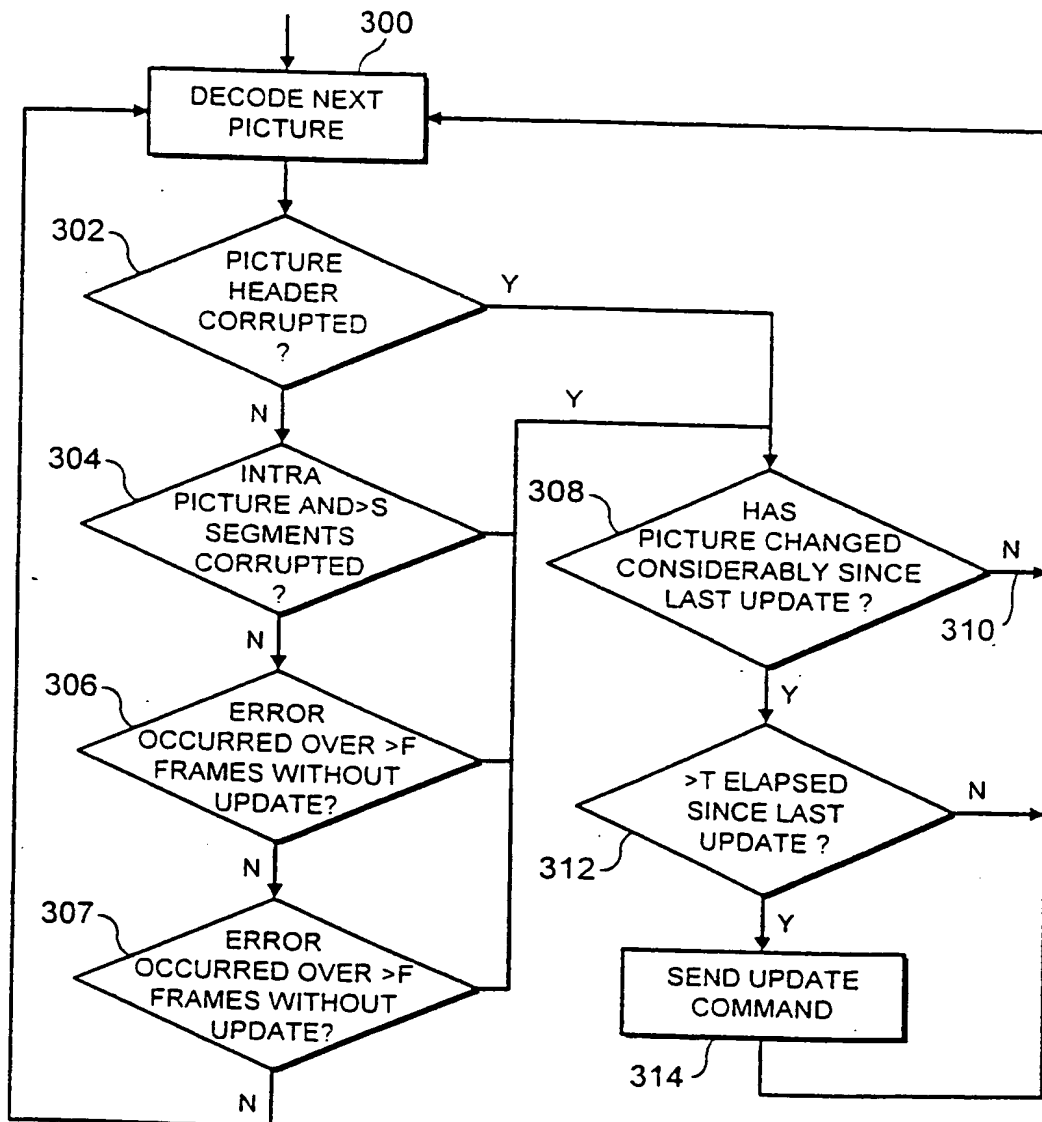 300
DECODE NEXT
PICTURE
302
PICTURE
HEADER
CORRUPTED
?
Y
N
Y
304
INTRA
PICTURE AND>S
SEGMENTS
CORRUPTED
?
308
HAS
PICTURE CHANGED
CONSIDERABLY SINCE
LAST UPDATE ?
N
310
N
306
ERROR
OCCURRED OVER >F
FRAMES WITHOUT
UPDATE?
Y
>T ELAPSED
SINCE LAST
UPDATE ?
N
312
N
307
ERROR
OCCURRED OVER >F
FRAMES WITHOUT
UPDATE?
Y
SEND UPDATE
COMMAND
314
N